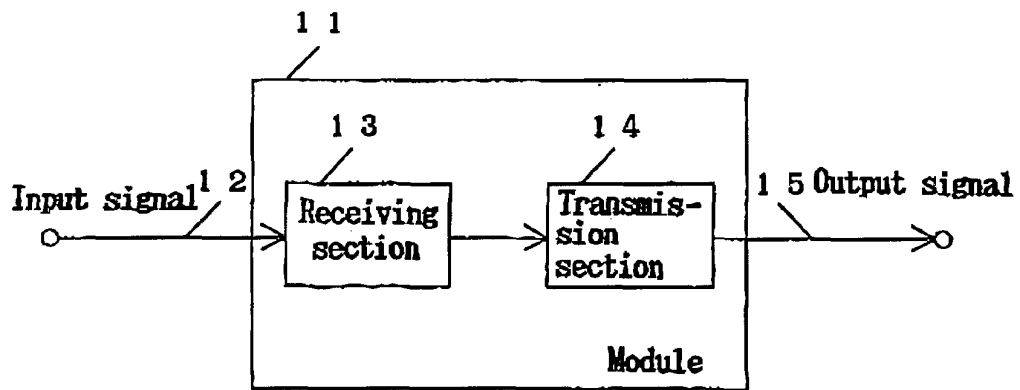 1 1
1 3
1 4
Input signal
1 2
1 5
Output signal
Receiving
section
Transmis-
sion
section
Module